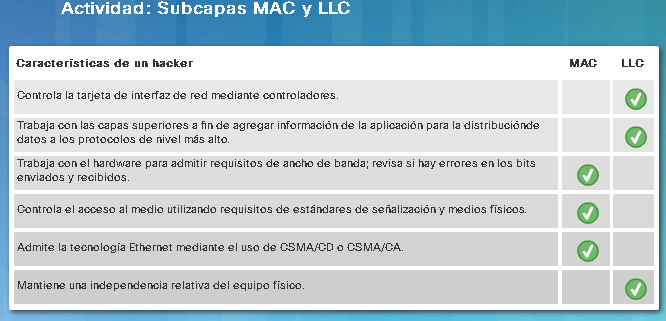 Actividad: Subcapas MAC y LLC
Características de un hacker MAC LLC
Controla la tarjeta de interfaz de red mediante controladores.
Trabaja con las capas superiores a fin de agregar información de la aplicación para la distribuciónde
datos a los protocolos de nivel más alto.
Trabaja con el hardware para admitir requisitos de ancho de banda; revisa si hay errores en los bits
enviados y recibidos.
Controla el acceso al medio utilizando requisitos de estándares de señalización y medios físicos.
Admite la tecnología Ethernet mediante el uso de CSMA/CD o CSMA/CA.
Mantiene una independencia relativa del equipo físico.